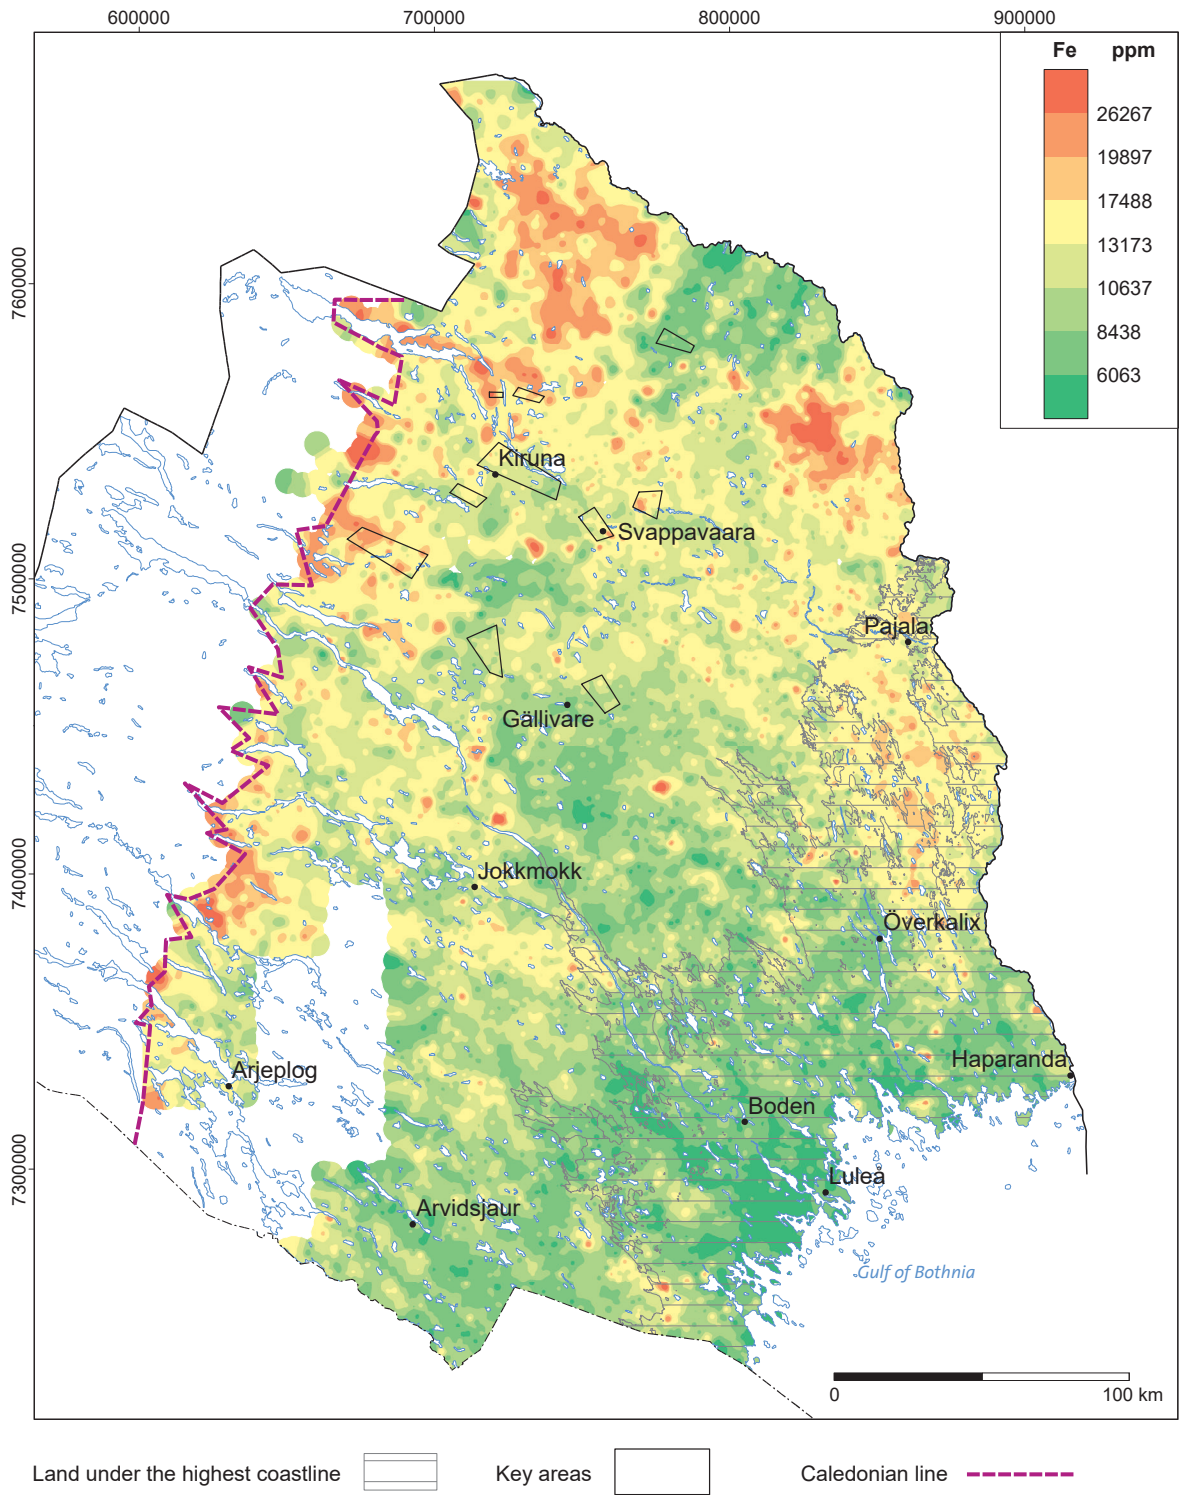 600000 700000 800000 900000
Fe ppm
26267
19897
17488
13173
10637
8438
6063
7600000
7500000
7400000
7300000
Kiruna
Svappavaara
Pajala
Gällivare
Jokkmokk
Överkalix
Haparanda
Arjeplog
Boden
Luleå
Arvidsjaur
Gulf of Bothnia
0 100 km
Land under the highest coastline Key areas Caledonian line